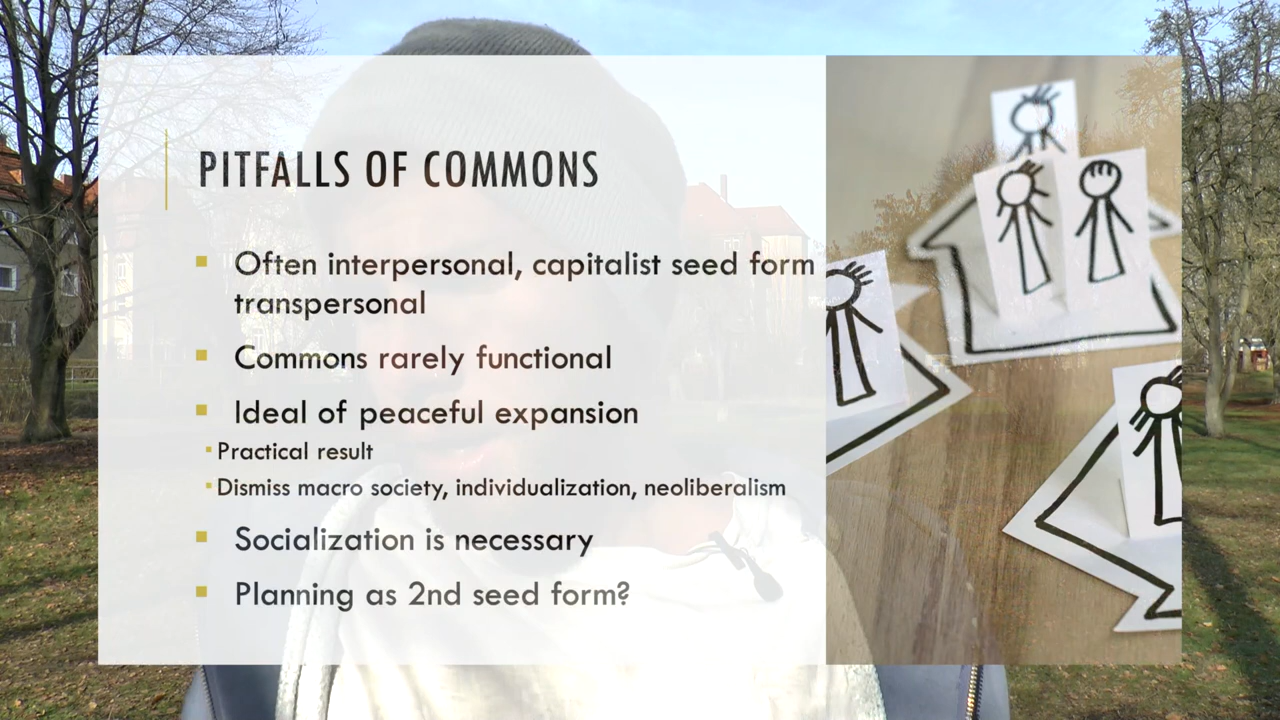 PITFALLS OF COMMONS
Often interpersonal, capitalist seed form
transpersonal
Commons rarely functional
Ideal of peaceful expansion
Practical result
Dismiss macro society, individualization, neoliberalism
Socialization is necessary
Planning as 2nd seed form?